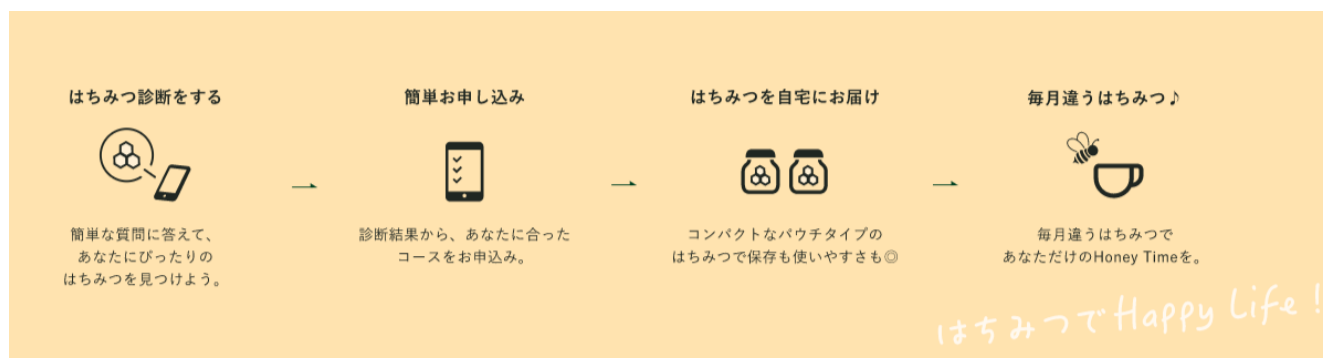 はちみつ診断をする
簡単な質問に答えて、
あなたにぴったりの
はちみつを見つけよう。
簡単お申し込み
診断結果から、あなたに合った
コースをお申込み。
はちみつを自宅にお届け
コンパクトなパウチタイプの
はちみつで保存も使いやすさも◎
毎月違うはちみつ♪
毎月違うはちみつで
あなただけのHoney Timeを。
はちみつでHappy Life!